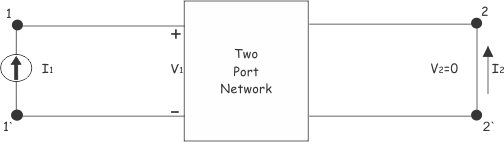 1
2
+
I1
V1
Two
Port
Network
V2=0
I2
–
1`
2`